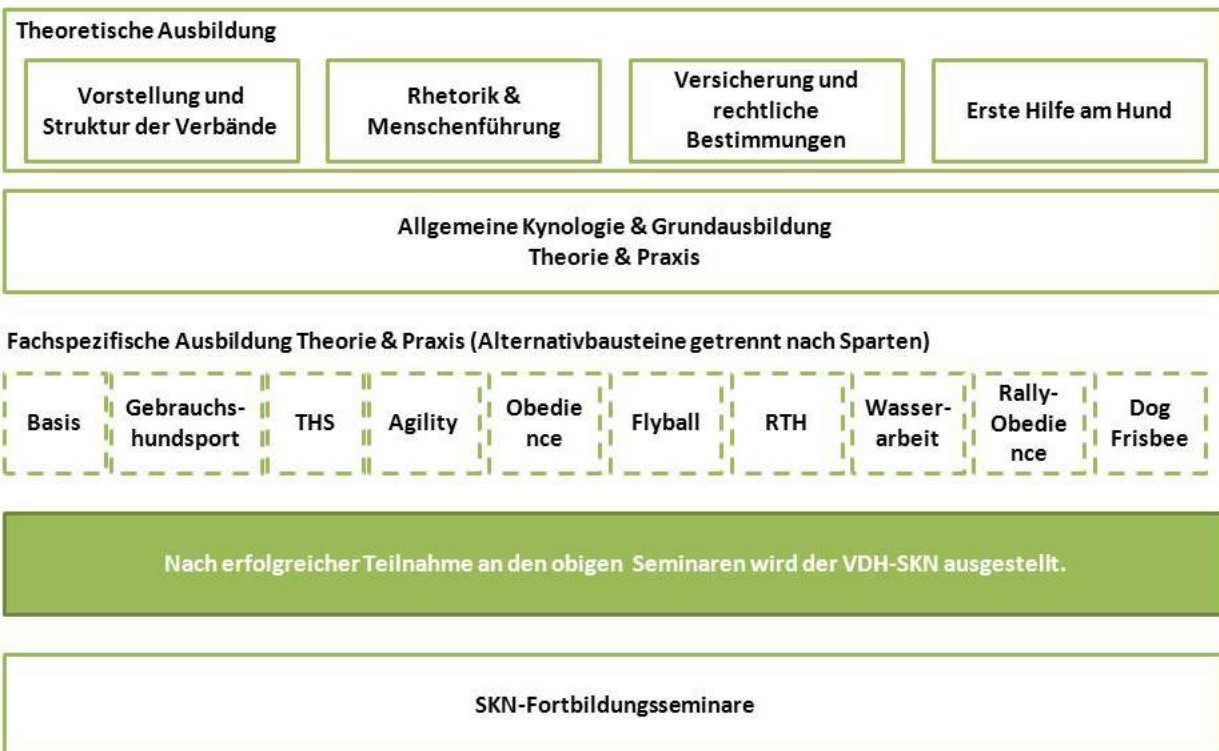 Theoretische Ausbildung
Vorstellung und
Struktur der Verbände
Rhetorik &
Menschenführung
Versicherung und
rechtliche
Bestimmungen
Erste Hilfe am Hund
Allgemeine Kynologie & Grundausbildung
Theorie & Praxis
Fachspezifische Ausbildung Theorie & Praxis (Alternativbausteine getrennt nach Sparten)
Basis
Gebrauchs-
hundsport
THS
Agility
Obedie
nce
Flyball
RTH
Wasser-
arbeit
Rally-
Obedie
nce
Dog
Frisbee
Nach erfolgreicher Teilnahme an den obigen Seminaren wird der VDH-SKN ausgestellt.
SKN-Fortbildungsseminare